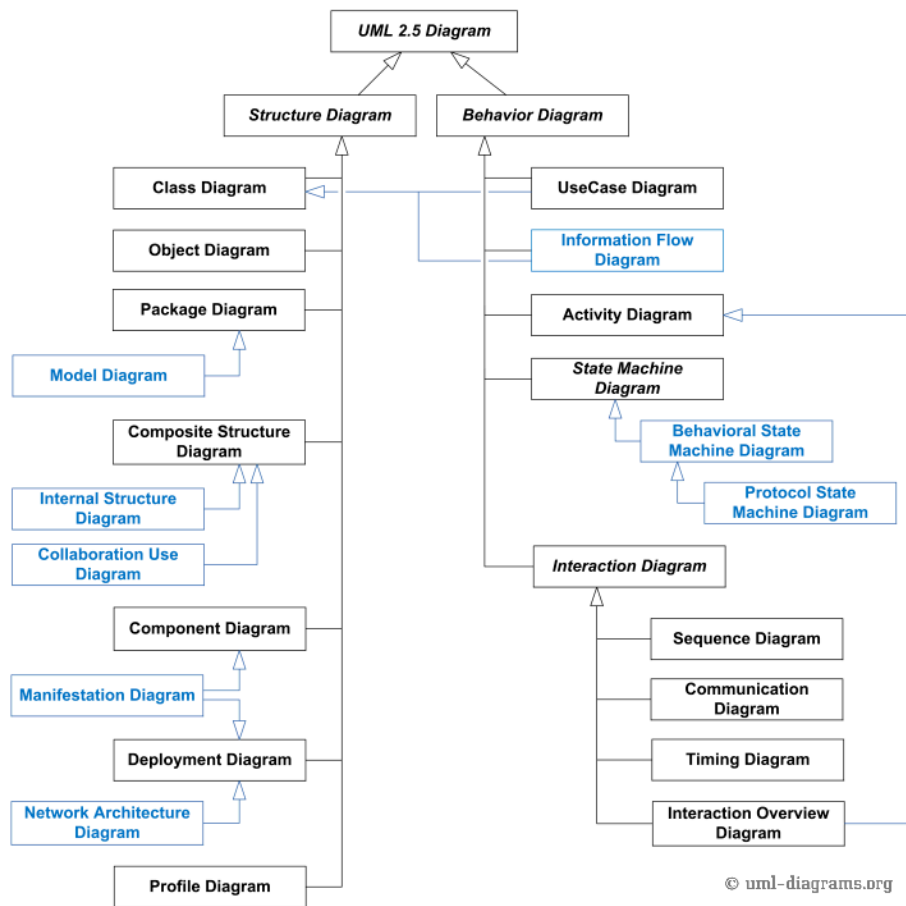 UML 2.5 Diagram
Structure Diagram
Behavior Diagram
Class Diagram
UseCase Diagram
Object Diagram
Information Flow
Diagram
Package Diagram
Activity Diagram
Model Diagram
State Machine
Diagram
Composite Structure
Diagram
Behavioral State
Machine Diagram
Internal Structure
Diagram
Protocol State
Machine Diagram
Collaboration Use
Diagram
Interaction Diagram
Component Diagram
Sequence Diagram
Manifestation Diagram
Communication
Diagram
Deployment Diagram
Timing Diagram
Network Architecture
Diagram
Interaction Overview
Diagram
Profile Diagram
© uml-diagrams.org